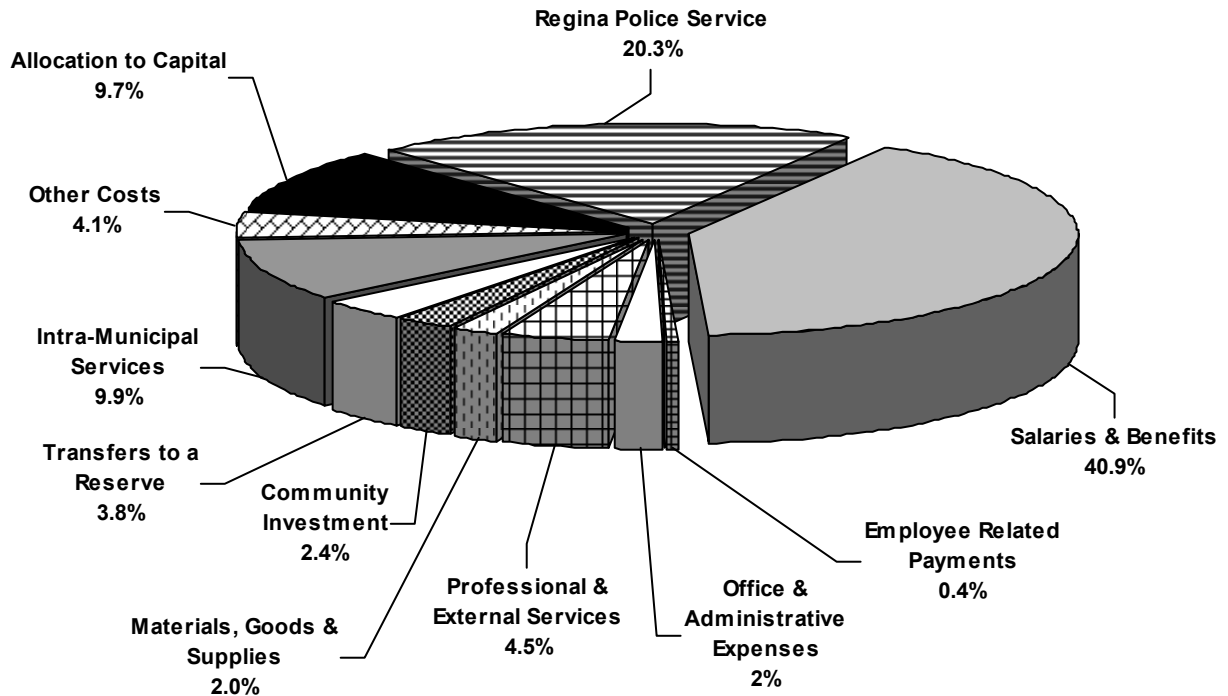 Regina Police Service
20.3%
Allocation to Capital
9.7%
Other Costs
4.1%
Intra-Municipal
Services
9.9%
Transfers to a
Reserve
3.8%
Community
Investment
2.4%
Materials, Goods &
Supplies
2.0%
Professional &
External Services
4.5%
Office &
Administrative
Expenses
2%
Employee Related
Payments
0.4%
Salaries & Benefits
40.9%